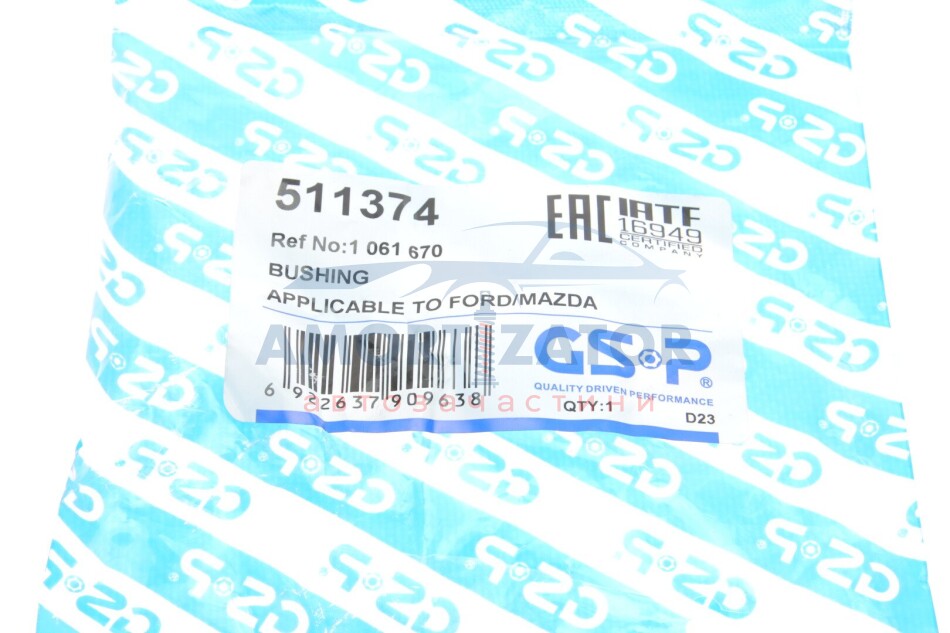 511374
Ref No:1 061 670
BUSHING
APPLICABLE TO FORD/MAZDA
EAC
IATF
16949
CERTIFIED
COMPANY
AMORTIZATOR
автозапчастини
6 922637 909638
GSP®
QUALITY DRIVEN PERFORMANCE
QTY:1
D23